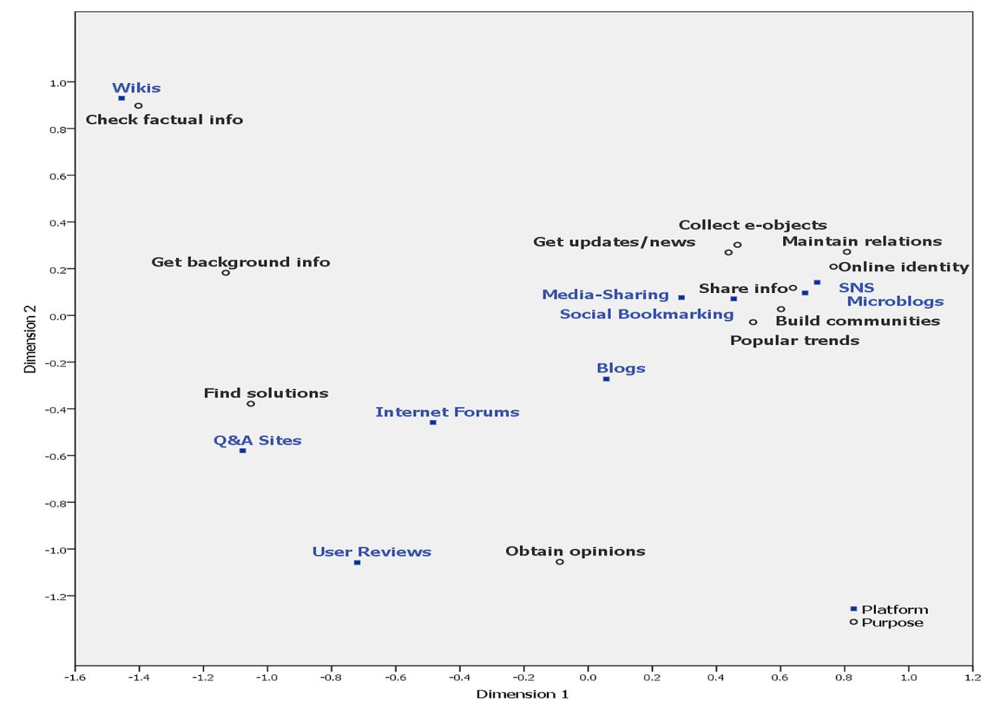 1.0
Wikis
Check factual info
0.8
0.6
0.4
Collect e-objects
Get updates/news
Maintain relations
Get background info
Online identity
0.2
Share info
SNS
Media-Sharing
Microblogs
Social Bookmarking
0.0
Build communities
Popular trends
Dimension 2
-0.2
Blogs
Find solutions
-0.4
Internet Forums
Q&A Sites
-0.6
-0.8
-1.0
User Reviews
Obtain opinions
-1.2
Platform
Purpose
-1.6 -1.4 -1.2 -1.0 -0.8 -0.6 -0.4 -0.2 0.0 0.2 0.4 0.6 0.8 1.0 1.2
Dimension 1